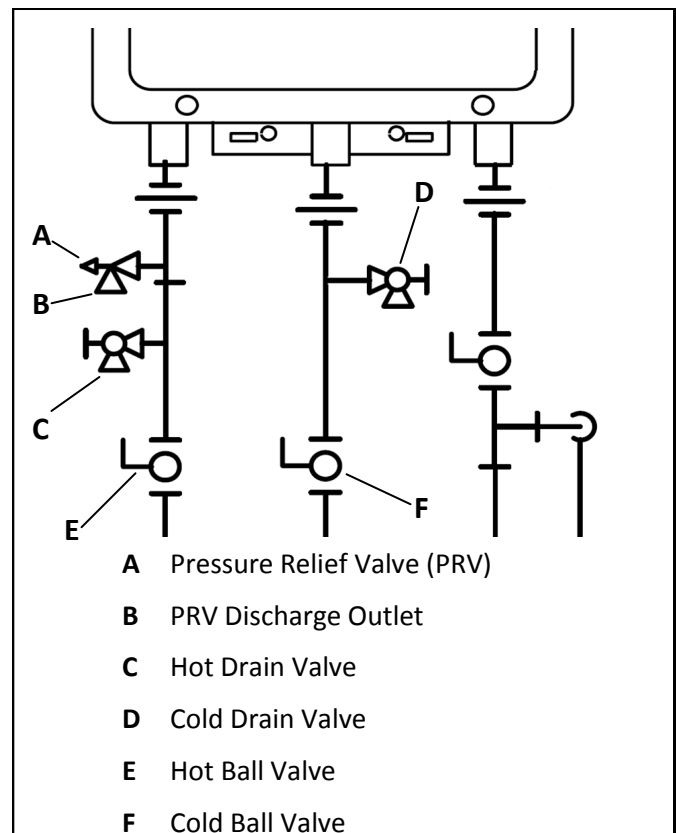 D
A
B
C
E
F
A Pressure Relief Valve (PRV)
B PRV Discharge Outlet
C Hot Drain Valve
D Cold Drain Valve
E Hot Ball Valve
F Cold Ball Valve